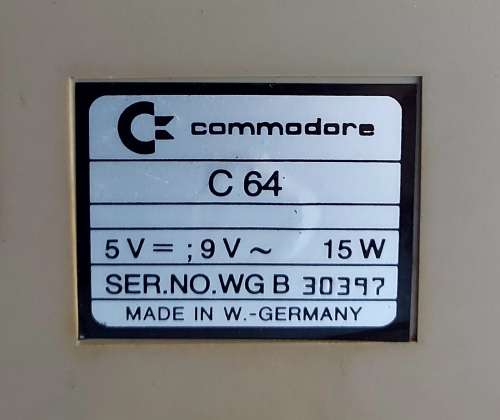 commodore
C 64
5 V = ; 9 V ~ 15 W
SER.NO.WG B 30397
MADE IN W.-GERMANY